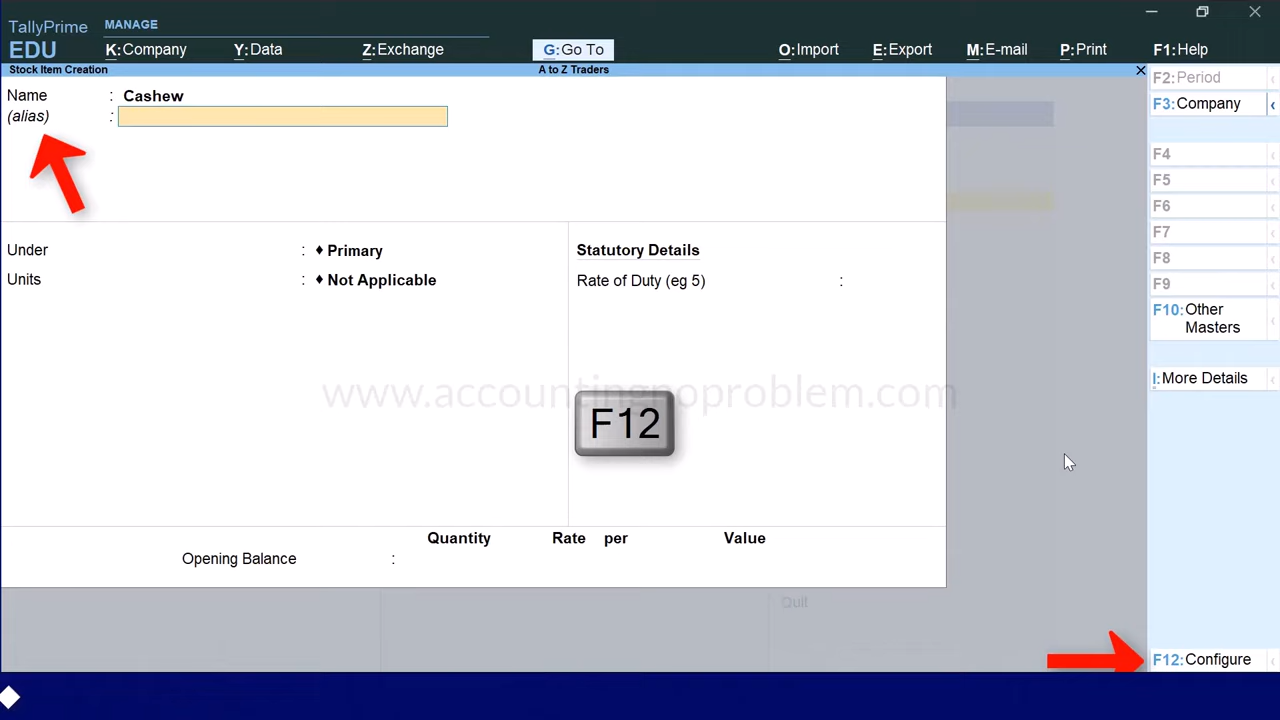 TallyPrime
MANAGE
EDU
K:Company
Y:Data
Z:Exchange
G:Go To
O:Import
E:Export
M:E-mail
P:Print
F1:Help
Stock Item Creation
A to Z Traders
Name : Cashew
(alias) :
Under : ♦ Primary
Units : ♦ Not Applicable
Statutory Details
Rate of Duty (eg 5) :
www.accountingnoproblem.com
F12
Quantity Rate per Value
Opening Balance :
Quit
F2:Period
F3:Company
F4
F5
F6
F7
F8
F9
F10:Other
Masters
I:More Details
F12:Configure